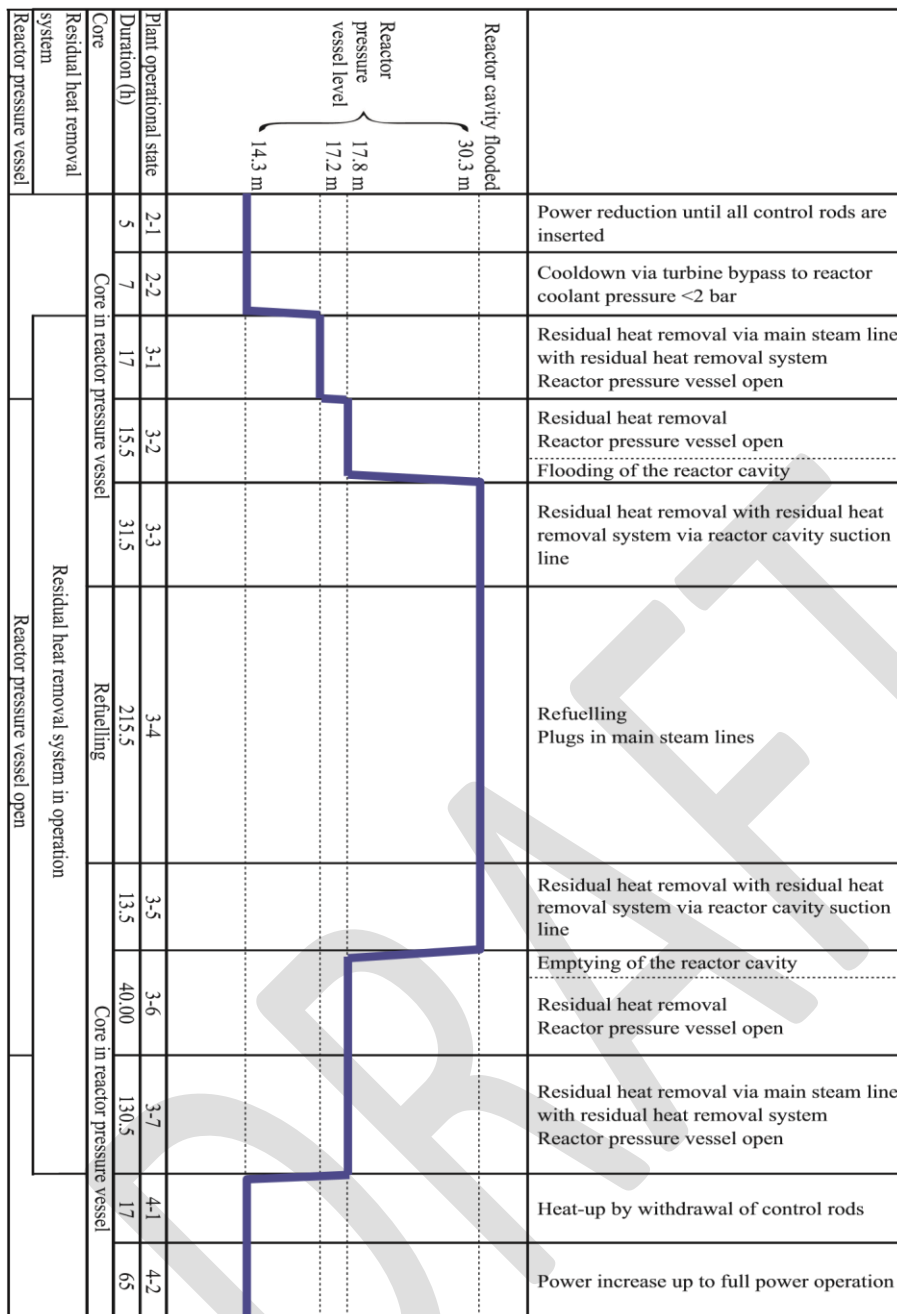 Reactor cavity flooded
Reactor
pressure
vessel level
30.3 m
17.8 m
17.2 m
14.3 m
Plant operational state
Duration (h)
Core
Residual heat removal
system
Reactor pressure vessel
Power reduction until all control rods are
inserted
2-1
5
Cooldown via turbine bypass to reactor
coolant pressure <2 bar
2-2
7
Residual heat removal via main steam line
with residual heat removal system
Reactor pressure vessel open
3-1
17
Residual heat removal
Reactor pressure vessel open
Flooding of the reactor cavity
3-2
15.5
Residual heat removal with residual heat
removal system via reactor cavity suction
line
3-3
31.5
Refuelling
Plugs in main steam lines
3-4
215.5
Residual heat removal with residual heat
removal system via reactor cavity suction
line
3-5
13.5
Emptying of the reactor cavity
Residual heat removal
Reactor pressure vessel open
3-6
40.00
Residual heat removal via main steam line
with residual heat removal system
Reactor pressure vessel open
3-7
130.5
Heat-up by withdrawal of control rods
4-1
17
Power increase up to full power operation
4-2
65
Core in reactor pressure vessel
Refuelling
Core in reactor pressure vessel
Residual heat removal system in operation
Reactor pressure vessel open
DRAFT